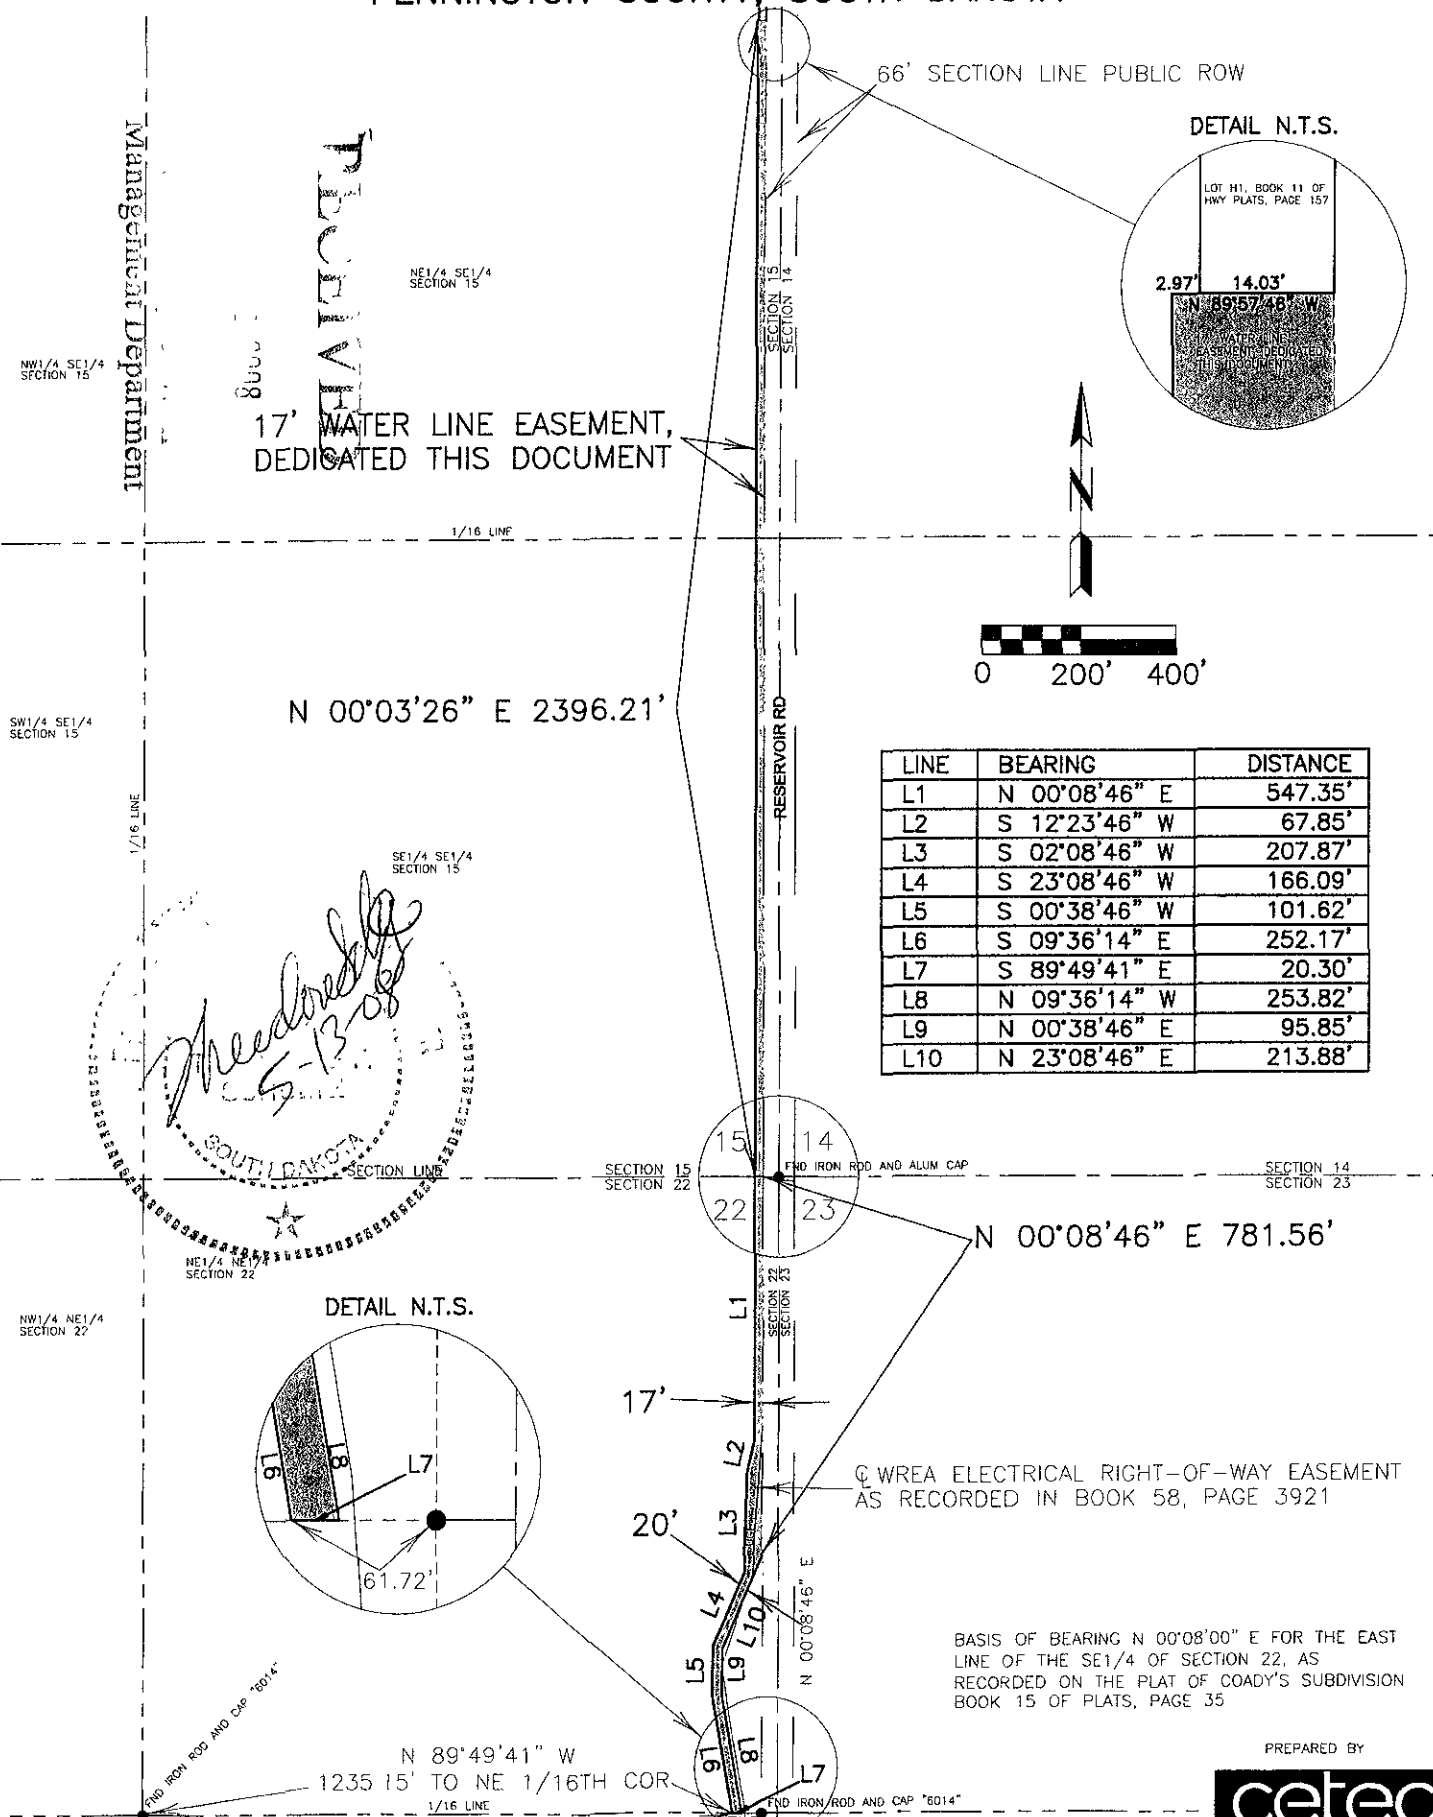 66' SECTION LINE PUBLIC ROW
DETAIL N.T.S.
LOT H1, BOOK 11 OF
HWY PLATS, PAGE 157
2.97' 14.03'
N 89°57'46" W
WATER LINE
EASEMENT, DEDICATED
THIS DOCUMENT
Management Department
NE1/4 SE1/4
SECTION 15
SECTION 15
SECTION 14
NW1/4 SE1/4
SECTION 15
17' WATER LINE EASEMENT,
DEDICATED THIS DOCUMENT
1/16 LINE
N
0 200' 400'
N 00°03'26" E 2396.21'
SW1/4 SE1/4
SECTION 15
RESERVOIR RD
1/16 LINE
SE1/4 SE1/4
SECTION 15
LINE BEARING DISTANCE
L1 N 00°08'46" E 547.35'
L2 S 12°23'46" W 67.85'
L3 S 02°08'46" W 207.87'
L4 S 23°08'46" W 166.09'
L5 S 00°38'46" W 101.62'
L6 S 09°36'14" E 252.17'
L7 S 89°49'41" E 20.30'
L8 N 09°36'14" W 253.82'
L9 N 00°38'46" E 95.85'
L10 N 23°08'46" E 213.88'
5-13-08
SOUTH DAKOTA
SECTION LINE
15 14
22 23
FND IRON ROD AND ALUM CAP
SECTION 15
SECTION 22
SECTION 14
SECTION 23
N 00°08'46" E 781.56'
NE1/4 NE1/4
SECTION 22
NW1/4 NE1/4
SECTION 22
L1
SECTION 22
SECTION 23
DETAIL N.T.S.
L6
L8
L7
61.72'
17'
L2
L3
20'
L4
L10
L5
L9
N 00°08'46" E
℄ WREA ELECTRICAL RIGHT-OF-WAY EASEMENT
AS RECORDED IN BOOK 58, PAGE 3921
BASIS OF BEARING N 00°08'00" E FOR THE EAST
LINE OF THE SE1/4 OF SECTION 22, AS
RECORDED ON THE PLAT OF COADY'S SUBDIVISION
BOOK 15 OF PLATS, PAGE 35
FND IRON ROD AND CAP "6014"
N 89°49'41" W
1235 15' TO NE 1/16TH COR
1/16 LINE
L6
L8
L7
FND IRON ROD AND CAP "6014"
PREPARED BY
cetec